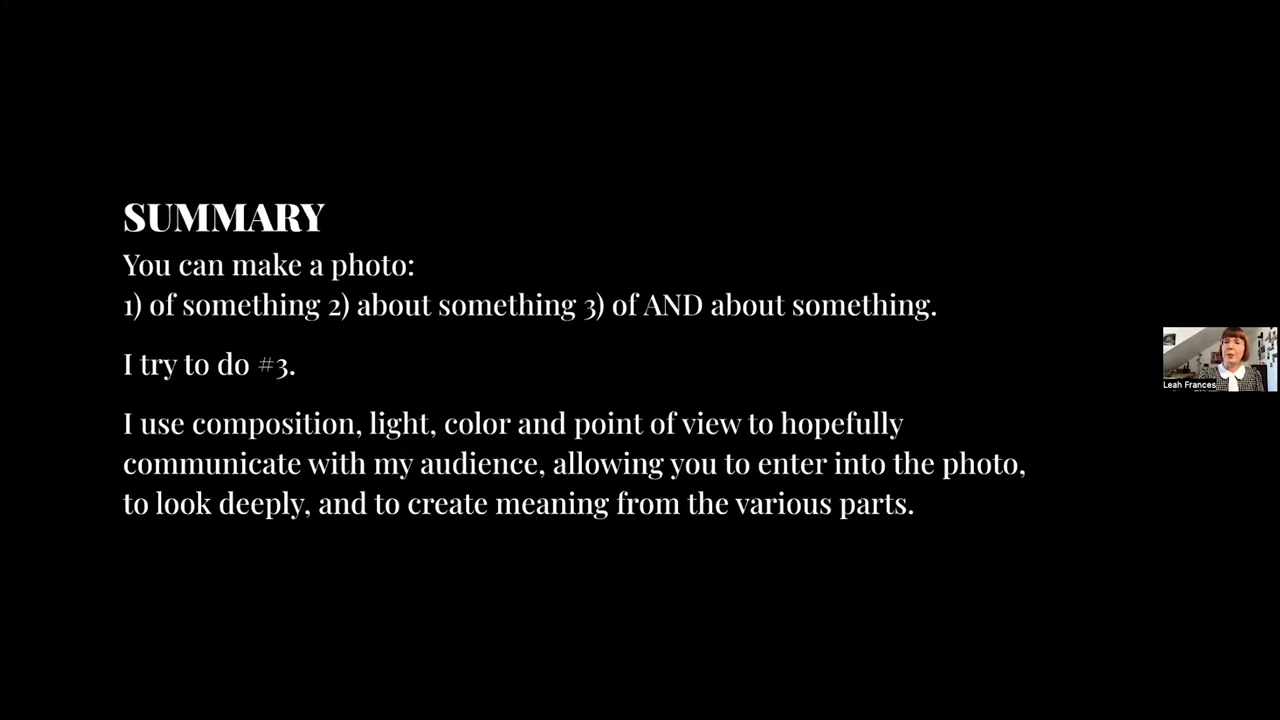 SUMMARY
You can make a photo:
1) of something 2) about something 3) of AND about something.
I try to do #3.
I use composition, light, color and point of view to hopefully
communicate with my audience, allowing you to enter into the photo,
to look deeply, and to create meaning from the various parts.
Leah Frances